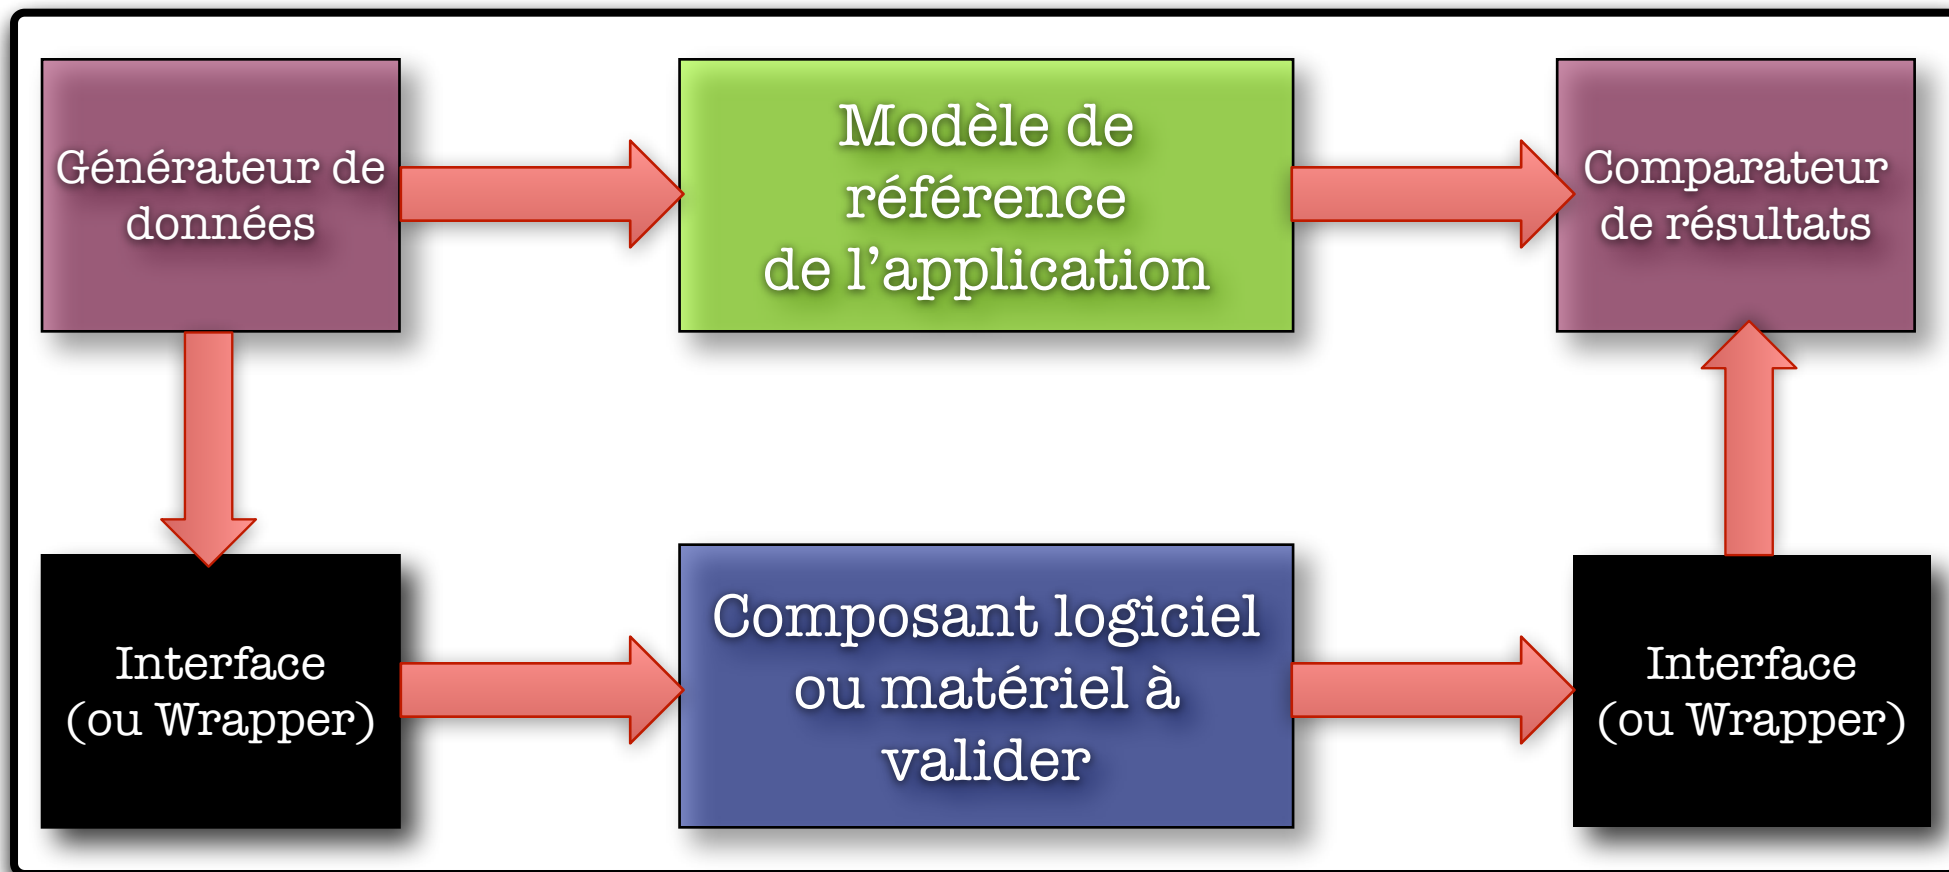 Générateur de
données
Modèle de
référence
de l’application
Comparateur
de résultats
Interface
(ou Wrapper)
Composant logiciel
ou matériel à
valider
Interface
(ou Wrapper)